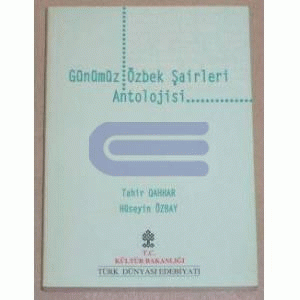 Günümüz Özbek Şairleri
Antolojisi..............
Tahir QAHHAR
Hüseyin ÖZBAY
T.C.
KÜLTÜR BAKANLIĞI
TÜRK DÜNYASI EDEBİYATI